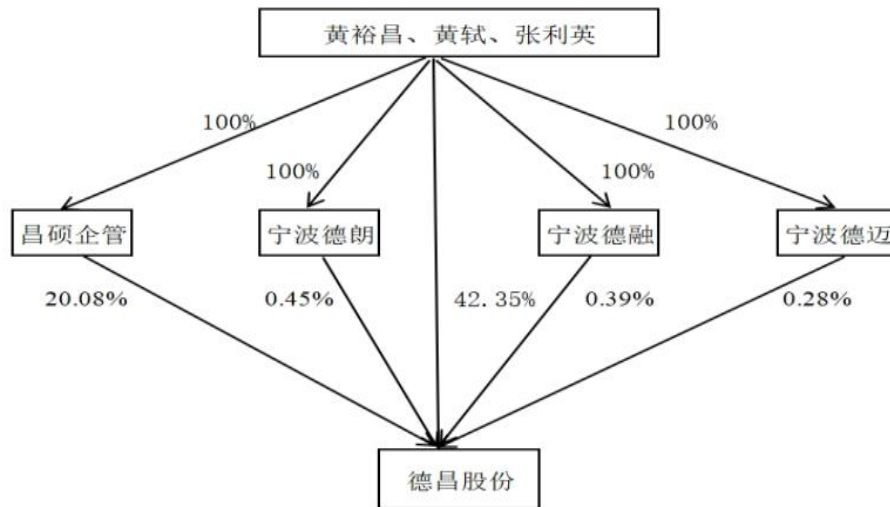 黄裕昌、黄轼、张利英
100%
100%
100%
100%
昌硕企管
宁波德朗
宁波德融
宁波德迈
20.08%
0.45%
42.35%
0.39%
0.28%
德昌股份